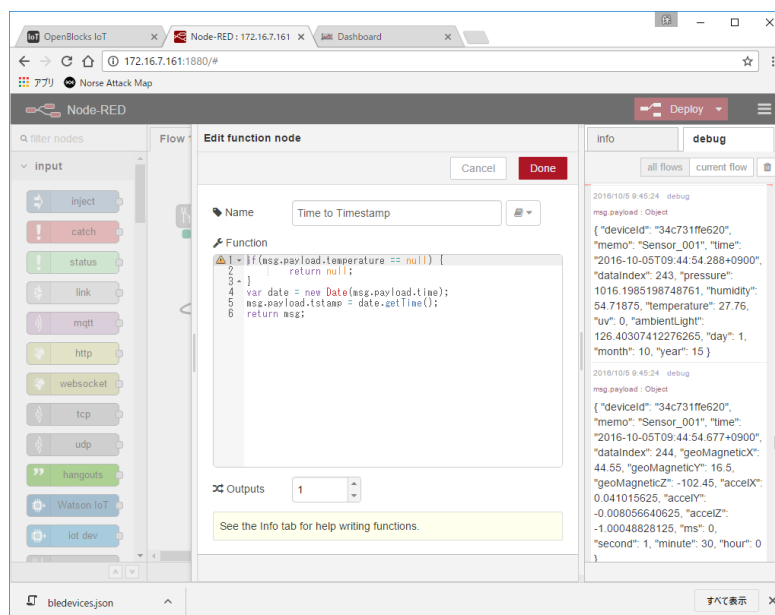 保
OpenBlocks IoT
Node-RED : 172.16.7.161
Dashboard
172.16.7.161:1880/#
アプリ
Norse Attack Map
Node-RED
Deploy
filter nodes
Flow
Edit function node
info
debug
input
Cancel
Done
all flows
current flow
inject
catch
status
link
mqtt
http
websocket
tcp
udp
hangouts
Watson IoT
iot dev
Name
Time to Timestamp
Function
1 if(msg.payload.temperature == null) {
2 return null;
3 }
4 var date = new Date(msg.payload.time);
5 msg.payload.tstamp = date.getTime();
6 return msg;
Outputs
1
See the Info tab for help writing functions.
2016/10/5 9:45:24 debug
msg.payload : Object
{ "deviceId": "34c731ffe620",
"memo": "Sensor_001", "time":
"2016-10-05T09:44:54.288+0900",
"dataIndex": 243, "pressure":
1016.1985198748761, "humidity":
54.71875, "temperature": 27.76,
"uv": 0, "ambientLight":
126.40307412276265, "day": 1,
"month": 10, "year": 15 }
2016/10/5 9:45:24 debug
msg.payload : Object
{ "deviceId": "34c731ffe620",
"memo": "Sensor_001", "time":
"2016-10-05T09:44:54.677+0900",
"dataIndex": 244, "geoMagneticX":
44.55, "geoMagneticY": 16.5,
"geoMagneticZ": -102.45, "accelX":
0.041015625, "accelY":
-0.008056640625, "accelZ":
-1.00048828125, "ms": 0,
"second": 1, "minute": 30, "hour": 0
}
bledevices.json
すべて表示